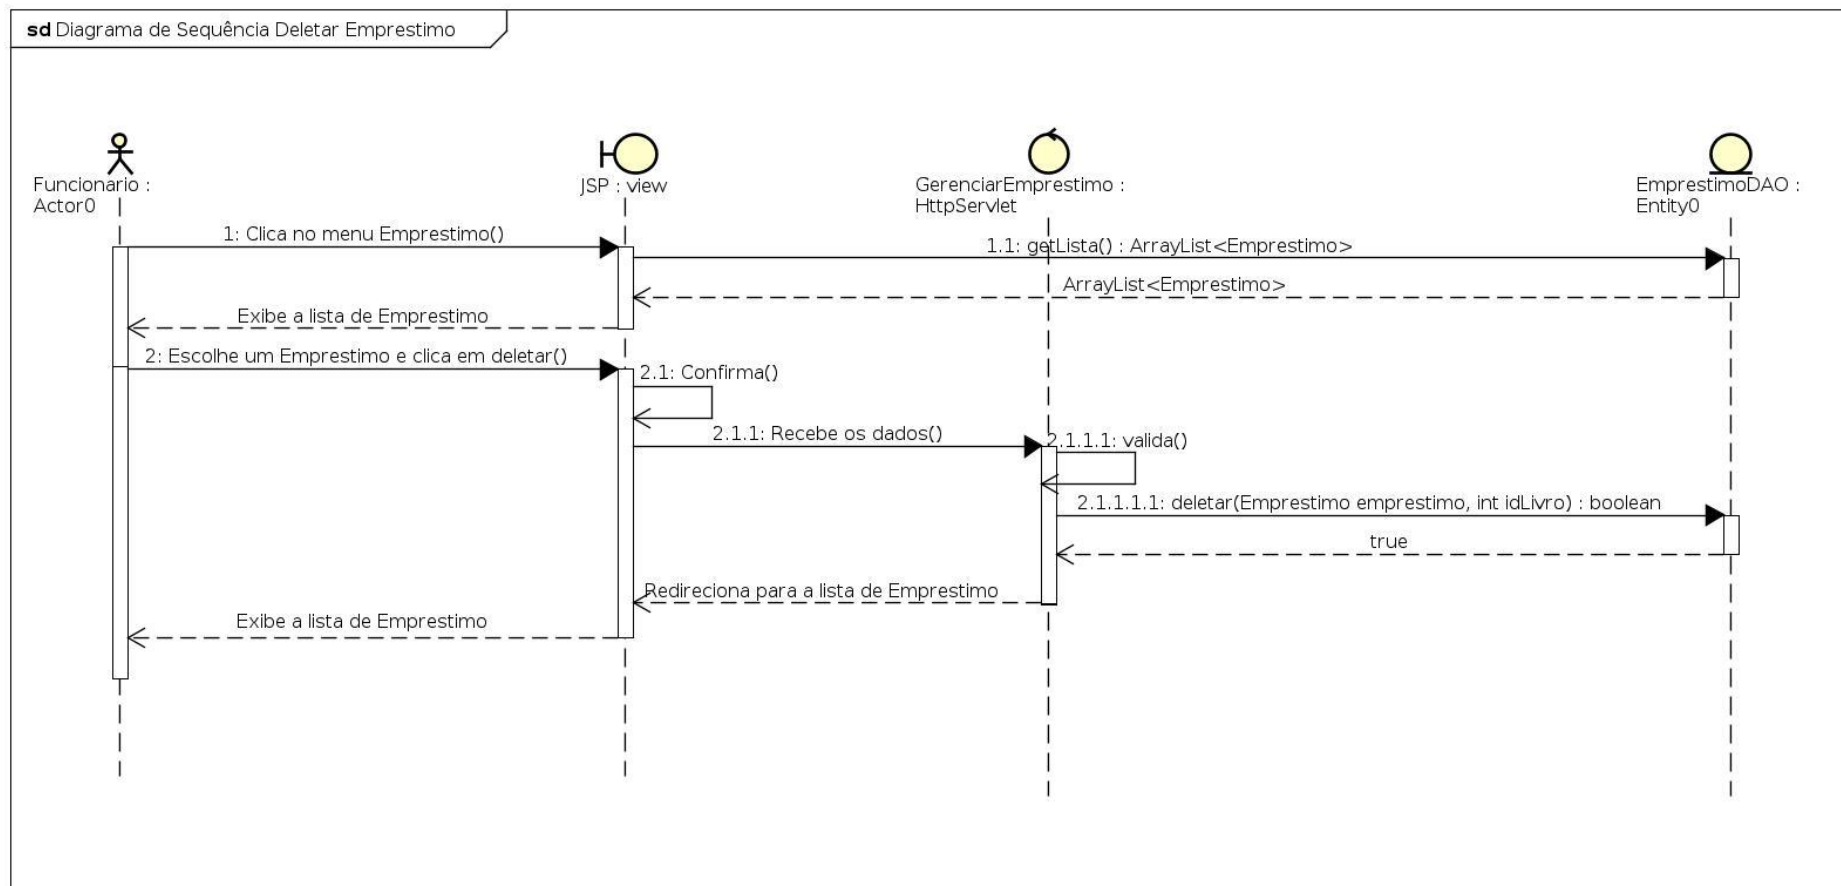 sd Diagrama de Sequência Deletar Emprestimo
Funcionario :
Actor0
JSP : view
GerenciarEmprestimo :
HttpServlet
EmprestimoDAO :
Entity0
1: Clica no menu Emprestimo()
1.1: getLista() : ArrayList<Emprestimo>
ArrayList<Emprestimo>
Exibe a lista de Emprestimo
2: Escolhe um Emprestimo e clica em deletar()
2.1: Confirma()
2.1.1: Recebe os dados()
2.1.1.1: valida()
2.1.1.1.1: deletar(Emprestimo emprestimo, int idLivro) : boolean
true
Redireciona para a lista de Emprestimo
Exibe a lista de Emprestimo